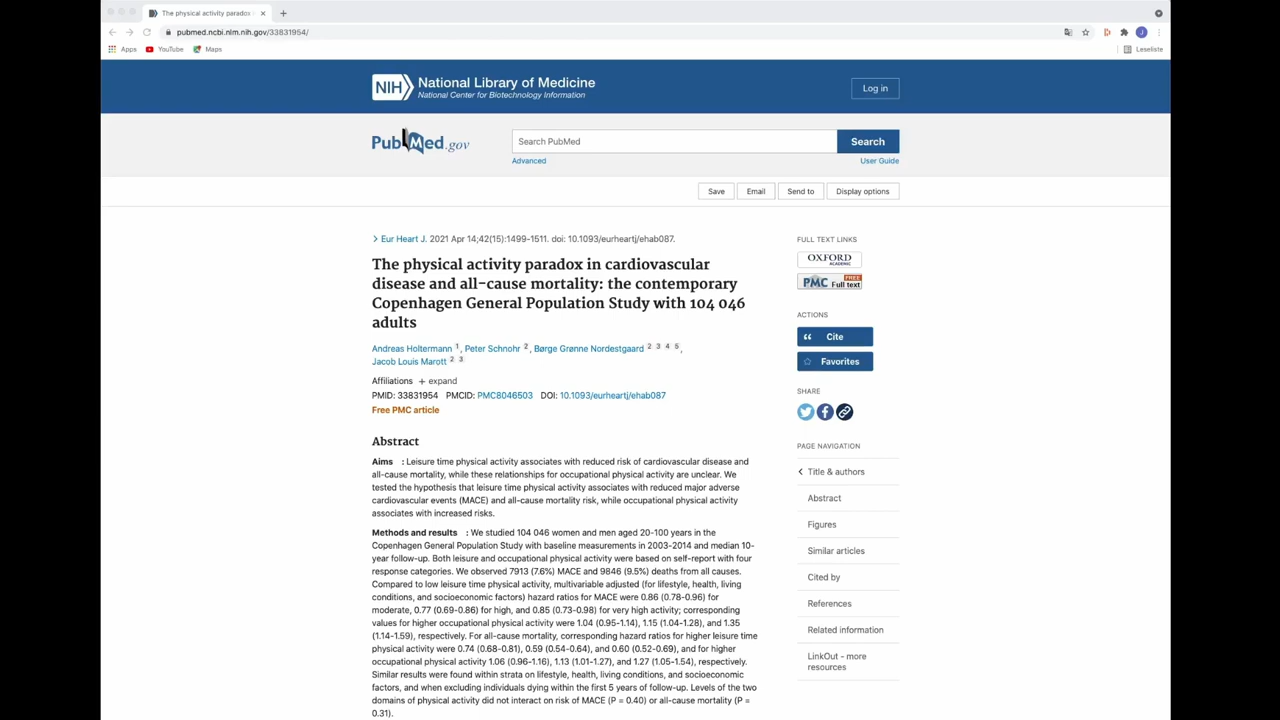 The physical activity paradox
pubmed.ncbi.nlm.nih.gov/33831954/
Apps YouTube Maps Leseliste
NIH National Library of Medicine
National Center for Biotechnology Information
Log in
PubMed.gov
Search PubMed
Search
Advanced User Guide
Save Email Send to Display options
Eur Heart J. 2021 Apr 14;42(15):1499-1511. doi: 10.1093/eurheartj/ehab087.
The physical activity paradox in cardiovascular
disease and all-cause mortality: the contemporary
Copenhagen General Population Study with 104 046
adults
Andreas Holtermann 1, Peter Schnohr 2, Børge Grønne Nordestgaard 2 3 4 5,
Jacob Louis Marott 2 3
Affiliations + expand
PMID: 33831954 PMCID: PMC8046503 DOI: 10.1093/eurheartj/ehab087
Free PMC article
Abstract
Aims : Leisure time physical activity associates with reduced risk of cardiovascular disease and
all-cause mortality, while these relationships for occupational physical activity are unclear. We
tested the hypothesis that leisure time physical activity associates with reduced major adverse
cardiovascular events (MACE) and all-cause mortality risk, while occupational physical activity
associates with increased risks.
Methods and results : We studied 104 046 women and men aged 20-100 years in the
Copenhagen General Population Study with baseline measurements in 2003-2014 and median 10-
year follow-up. Both leisure and occupational physical activity were based on self-report with four
response categories. We observed 7913 (7.6%) MACE and 9846 (9.5%) deaths from all causes.
Compared to low leisure time physical activity, multivariable adjusted (for lifestyle, health, living
conditions, and socioeconomic factors) hazard ratios for MACE were 0.86 (0.78-0.96) for
moderate, 0.77 (0.69-0.86) for high, and 0.85 (0.73-0.98) for very high activity; corresponding
values for higher occupational physical activity were 1.04 (0.95-1.14), 1.15 (1.04-1.28), and 1.35
(1.14-1.59), respectively. For all-cause mortality, corresponding hazard ratios for higher leisure time
physical activity were 0.74 (0.68-0.81), 0.59 (0.54-0.64), and 0.60 (0.52-0.69), and for higher
occupational physical activity 1.06 (0.96-1.16), 1.13 (1.01-1.27), and 1.27 (1.05-1.54), respectively.
Similar results were found within strata on lifestyle, health, living conditions, and socioeconomic
factors, and when excluding individuals dying within the first 5 years of follow-up. Levels of the two
domains of physical activity did not interact on risk of MACE (P = 0.40) or all-cause mortality (P =
0.31).
FULL TEXT LINKS
OXFORD
ACADEMIC
PMC FREE Full text
ACTIONS
Cite
Favorites
SHARE
PAGE NAVIGATION
Title & authors
Abstract
Figures
Similar articles
Cited by
References
Related information
LinkOut - more
resources